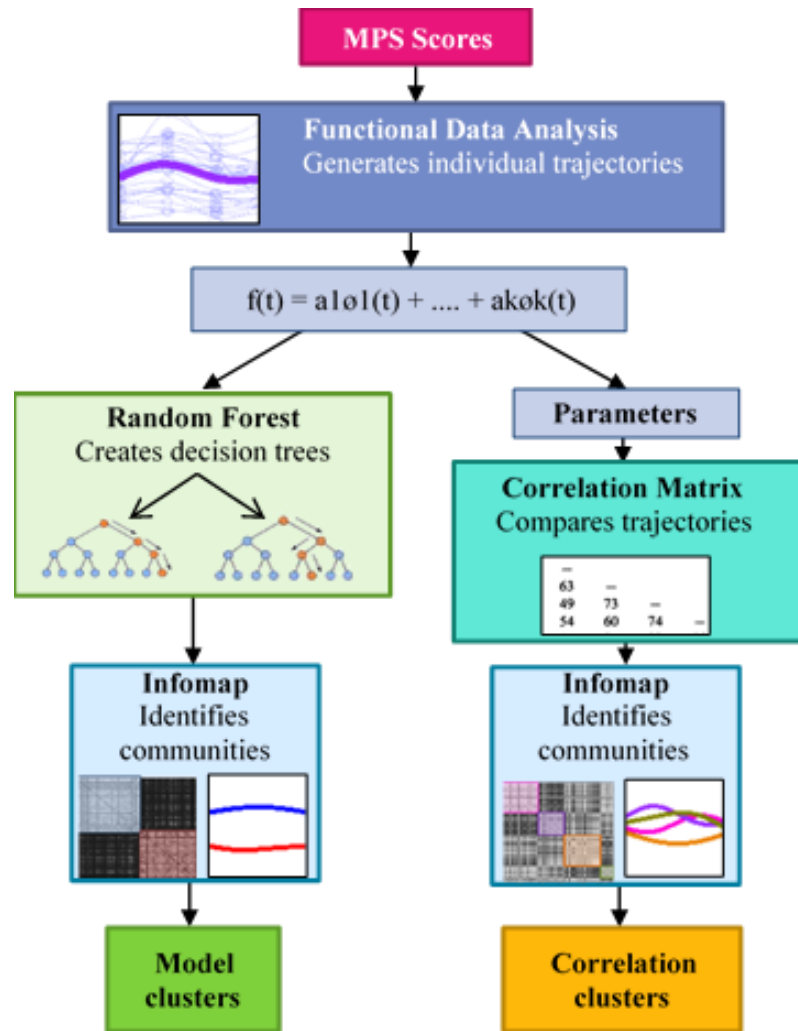 MPS Scores
Functional Data Analysis
Generates individual trajectories
f(t) = a1ø1(t) + .... + akøk(t)
Random Forest
Creates decision trees
Parameters
Correlation Matrix
Compares trajectories
—
63 —
49 73 —
54 60 74 —
Infomap
Identifies
communities
Infomap
Identifies
communities
Model
clusters
Correlation
clusters